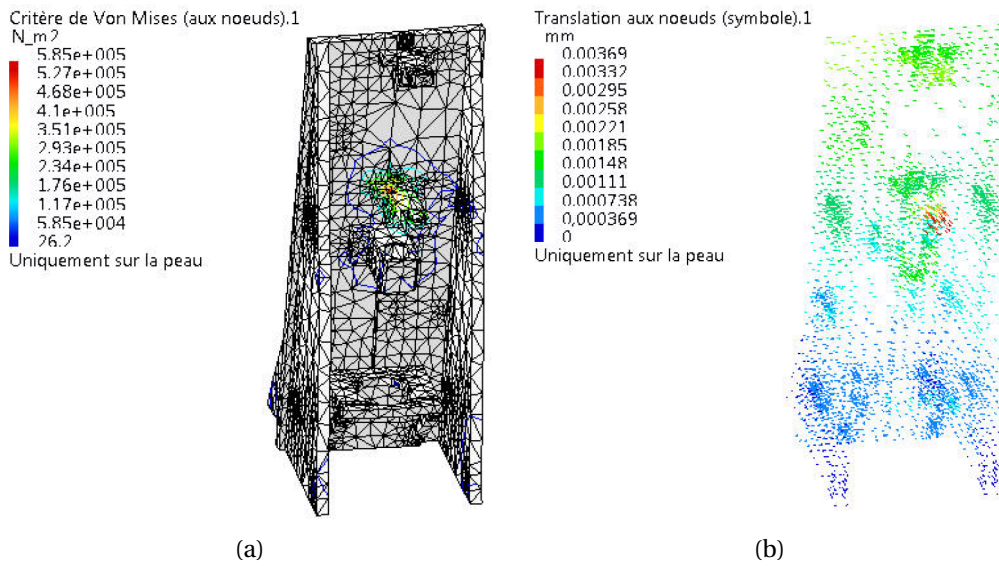 Critère de Von Mises (aux noeuds).1
N_m2
5.85e+005
5.27e+005
4.68e+005
4.1e+005
3.51e+005
2.93e+005
2.34e+005
1.76e+005
1.17e+005
5.85e+004
26.2
Uniquement sur la peau
(a)
Translation aux noeuds (symbole).1
mm
0.00369
0.00332
0.00295
0.00258
0.00221
0.00185
0.00148
0.00111
0.000738
0,000369
0
Uniquement sur la peau
(b)